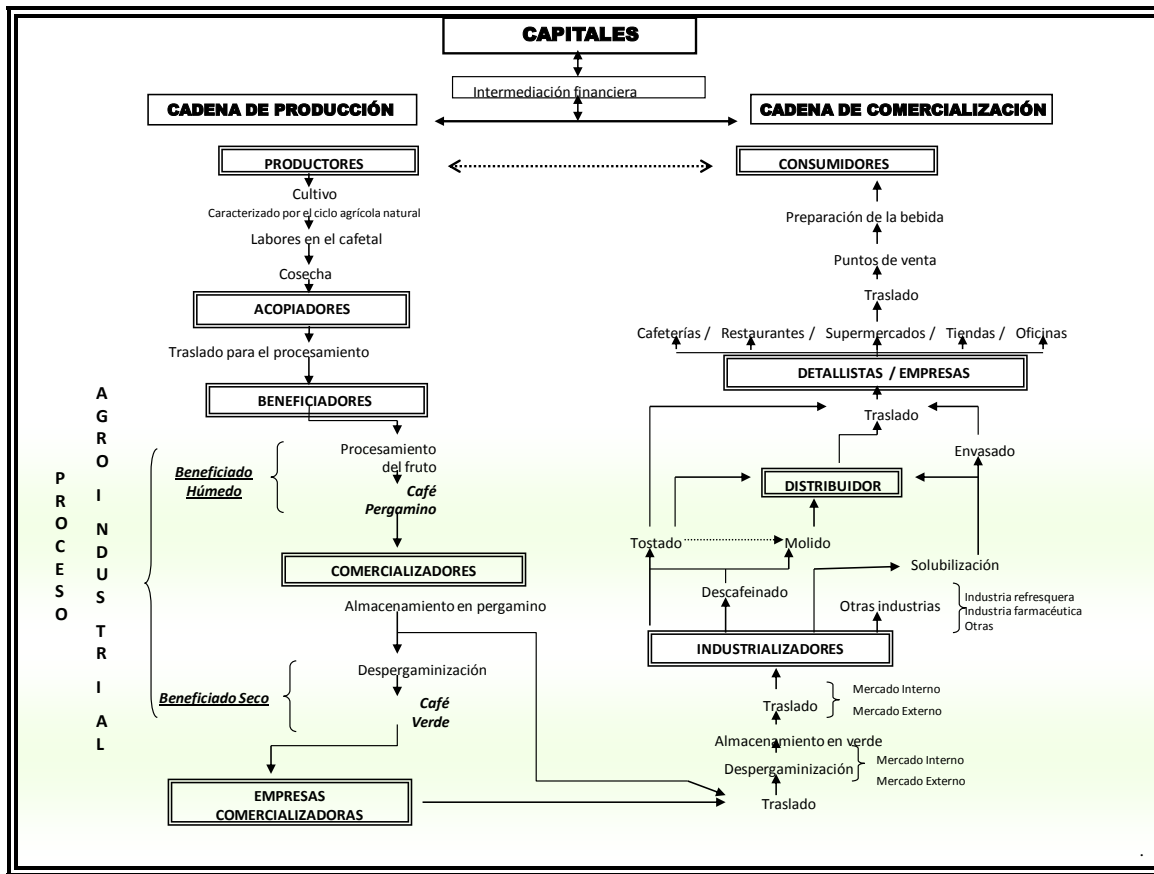 CAPITALES
Intermediación financiera
CADENA DE PRODUCCIÓN
CADENA DE COMERCIALIZACIÓN
PRODUCTORES
Cultivo
Caracterizado por el ciclo agrícola natural
Labores en el cafetal
Cosecha
ACOPIADORES
Traslado para el procesamiento
BENEFICIADORES
PROCESO
AGRO INDUSTRIAL
Beneficiado
Húmedo
Procesamiento
del fruto
Café
Pergamino
COMERCIALIZADORES
Almacenamiento en pergamino
Despergaminización
Beneficiado Seco
Café
Verde
EMPRESAS
COMERCIALIZADORAS
CONSUMIDORES
Preparación de la bebida
Puntos de venta
Traslado
Cafeterías / Restaurantes / Supermercados / Tiendas / Oficinas
DETALLISTAS / EMPRESAS
Traslado
Envasado
DISTRIBUIDOR
Tostado
Molido
Solubilización
Descafeinado
Otras industrias
Industria refresquera
Industria farmacéutica
Otras
INDUSTRIALIZADORES
Traslado
Mercado Interno
Mercado Externo
Almacenamiento en verde
Despergaminización
Mercado Interno
Mercado Externo
Traslado
.